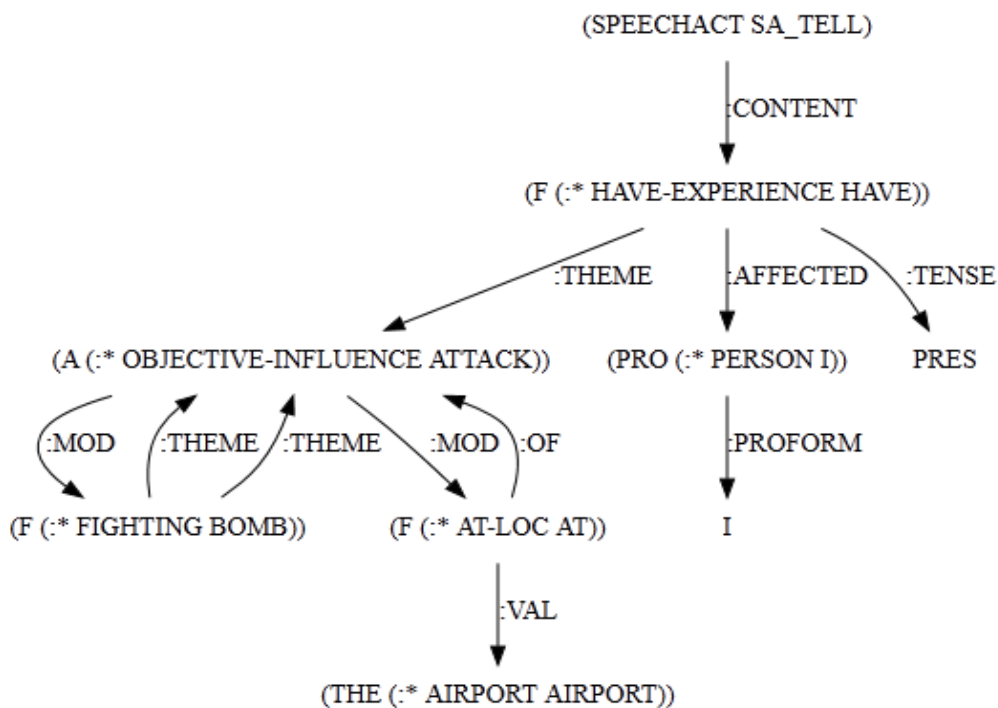 (SPEECHACT SA_TELL)
:CONTENT
(F (:* HAVE-EXPERIENCE HAVE))
:THEME :AFFECTED :TENSE
(A (:* OBJECTIVE-INFLUENCE ATTACK)) (PRO (:* PERSON I)) PRES
:MOD :THEME :THEME :MOD :OF :PROFORM
(F (:* FIGHTING BOMB)) (F (:* AT-LOC AT)) I
:VAL
(THE (:* AIRPORT AIRPORT))